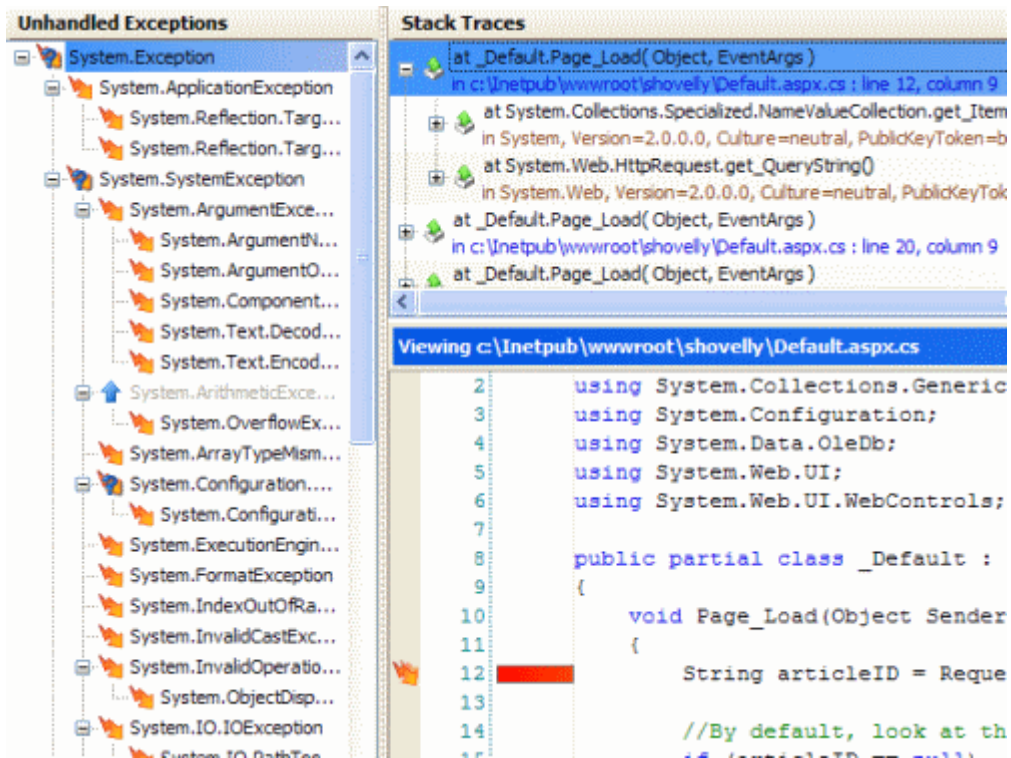 Unhandled Exceptions
System.Exception
System.ApplicationException
System.Reflection.Targ...
System.Reflection.Targ...
System.SystemException
System.ArgumentExce...
System.ArgumentN...
System.ArgumentO...
System.Component...
System.Text.Decod...
System.Text.Encod...
System.ArithmeticExce...
System.OverflowEx...
System.ArrayTypeMism...
System.Configuration....
System.Configurati...
System.ExecutionEngin...
System.FormatException
System.IndexOutOfRa...
System.InvalidCastExc...
System.InvalidOperatio...
System.ObjectDisp...
System.IO.IOException
System.IO.PathToo...
Stack Traces
at _Default.Page_Load( Object, EventArgs )
in c:\Inetpub\wwwroot\shovelly\Default.aspx.cs : line 12, column 9
at System.Collections.Specialized.NameValueCollection.get_Item
in System, Version=2.0.0.0, Culture=neutral, PublicKeyToken=b
at System.Web.HttpRequest.get_QueryString()
in System.Web, Version=2.0.0.0, Culture=neutral, PublicKeyTok
at _Default.Page_Load( Object, EventArgs )
in c:\Inetpub\wwwroot\shovelly\Default.aspx.cs : line 20, column 9
at _Default.Page_Load( Object, EventArgs )
Viewing c:\Inetpub\wwwroot\shovelly\Default.aspx.cs
2 using System.Collections.Generic
3 using System.Configuration;
4 using System.Data.OleDb;
5 using System.Web.UI;
6 using System.Web.UI.WebControls;
7
8 public partial class _Default :
9 {
10 void Page_Load(Object Sender
11 {
12 String articleID = Reque
13
14 //By default, look at th
15 if (articleID == null)